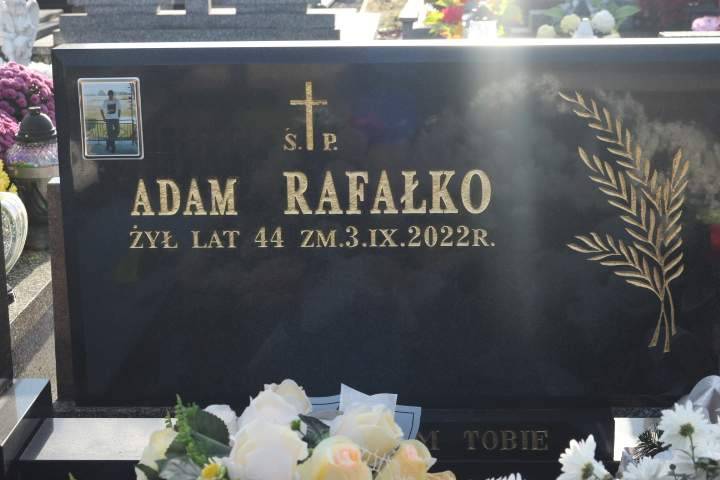 Ś. P.
ADAM RAFAŁKO
ŻYŁ LAT 44 ZM.3.IX.2022R.
TOBIE